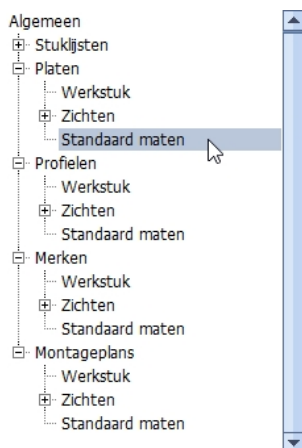 Algemeen
Stuklijsten
Platen
Werkstuk
Zichten
Standaard maten
Profielen
Werkstuk
Zichten
Standaard maten
Merken
Werkstuk
Zichten
Standaard maten
Montageplans
Werkstuk
Zichten
Standaard maten